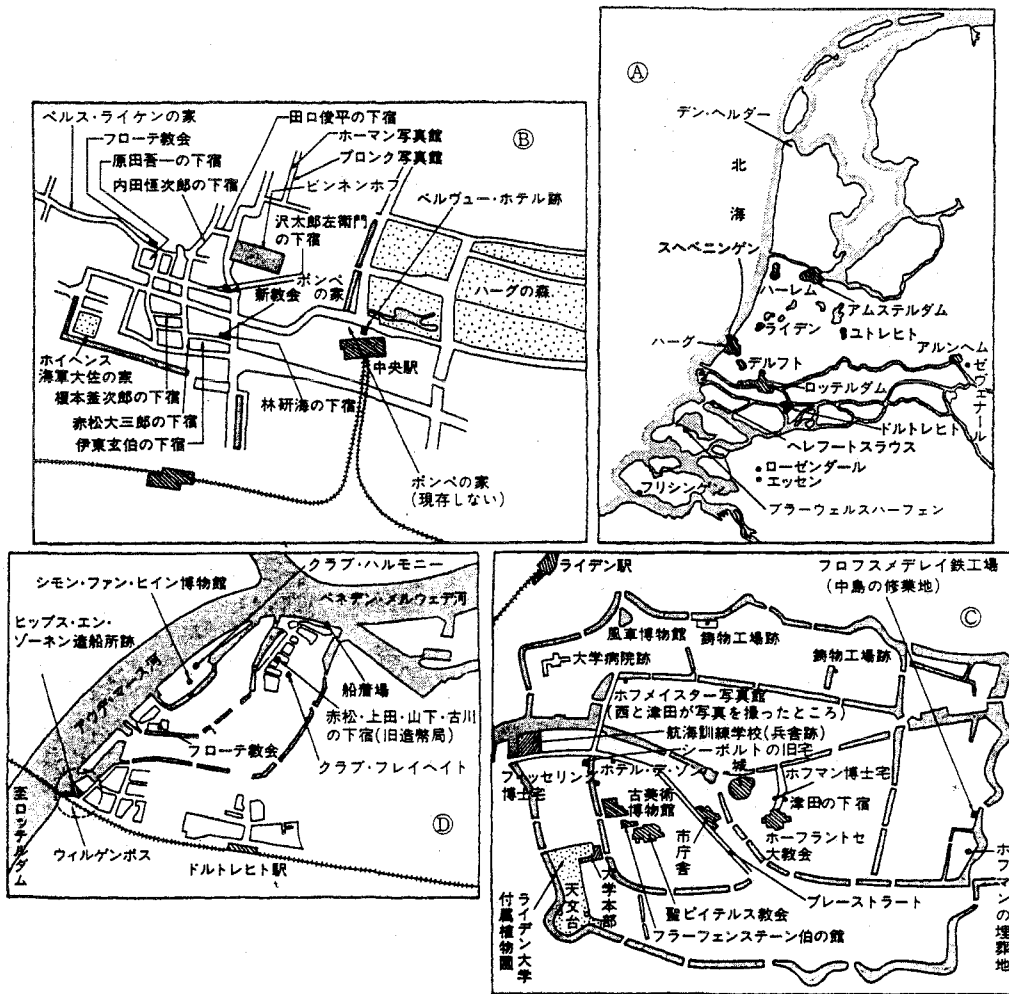 Ⓐ
デン・ヘルダー
北海
スヘベニンゲン
ハーレム
アムステルダム
ライデン
ユトレヒト
ハーグ
デルフト
アルンヘム
ゼヴェナール
ロッテルダム
ドルトレヒト
ヘレフートスラウス
ローゼンダール
エッセン
フリシンゲン
ブラーウェルスハーフェン
Ⓑ
ペルス・ライケンの家
フローテ教会
原田吾一の下宿
内田恒次郎の下宿
田口俊平の下宿
ホーマン写真館
ブロンク写真館
ビンネンホフ
ベルヴュー・ホテル跡
沢太郎左衛門
の下宿
ポンペ
の家
新教会
ハーグの森
中央駅
ホイヘンス
海軍大佐の家
榎本釜次郎の下宿
赤松大三郎の下宿
伊東玄伯の下宿
林研海の下宿
ポンペの家
(現存しない)
Ⓒ
ライデン駅
フロフスメデレイ鉄工場
(中島の修業地)
風車博物館
鋳物工場跡
大学病院跡
鋳物工場跡
ホフメイスター写真館
(西と津田が写真を撮ったところ)
航海訓練学校(兵舎跡)
シーボルトの旧宅
城
フィッセリング
博士宅
ホテル・デ・ゾン
ホフマン博士宅
古美術
博物館
津田の下宿
市庁舎
ホーフラントセ
大教会
ホフマンの埋葬地
天文台
大学本部
ライデン大学
付属植物園
聖ピイテルス教会
ブレーストラート
フラーフェンステーン伯の館
Ⓓ
クラブ・ハルモニー
シモン・ファン・ヒイン博物館
ベネデン・メルウェデ河
ヒップス・エン・
ゾーネン造船所跡
アウデ・マース河
船着場
赤松・上田・山下・古川
の下宿(旧造幣局)
フローテ教会
クラブ・フレイヘイト
至ロッテルダム
ウィルゲンボス
ドルトレヒト駅